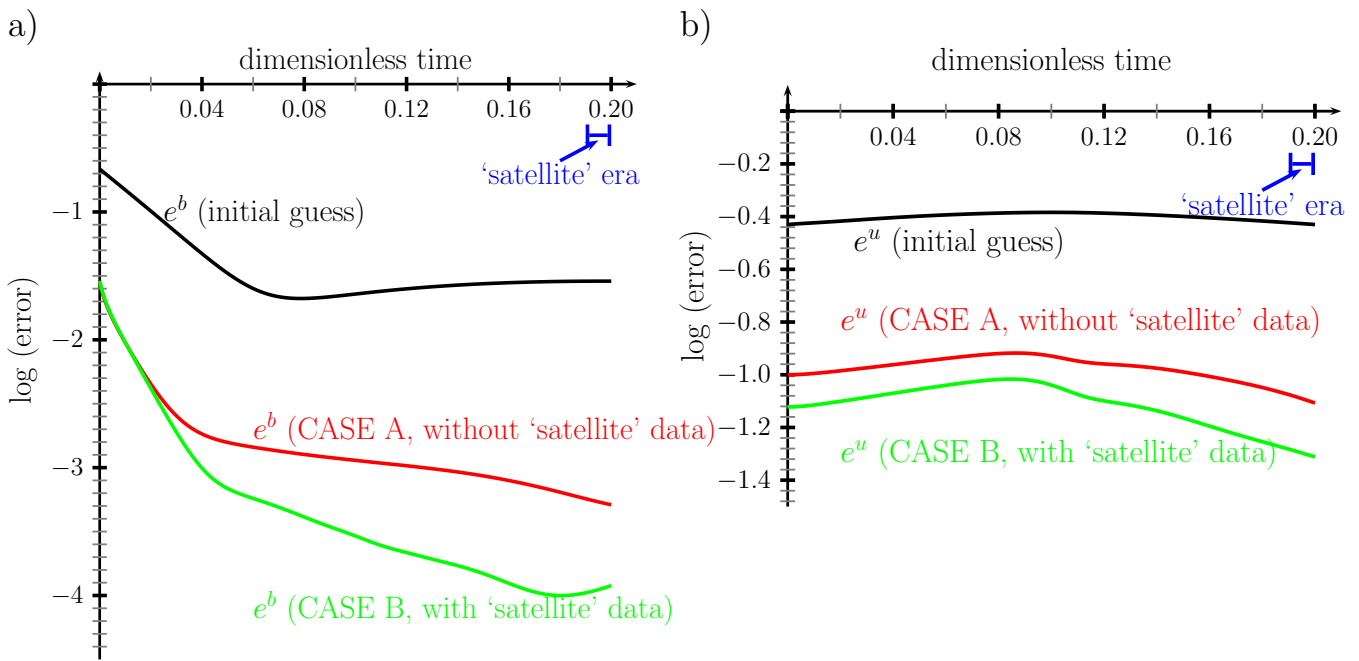 a)
dimensionless time
0.04
0.08
0.12
0.16
0.20
‘satellite’ era
−1
−2
−3
−4
log (error)
e^b (initial guess)
e^b (CASE A, without ‘satellite’ data)
e^b (CASE B, with ‘satellite’ data)
b)
dimensionless time
0.04
0.08
0.12
0.16
0.20
‘satellite’ era
−0.2
−0.4
−0.6
−0.8
−1.0
−1.2
−1.4
log (error)
e^u (initial guess)
e^u (CASE A, without ‘satellite’ data)
e^u (CASE B, with ‘satellite’ data)